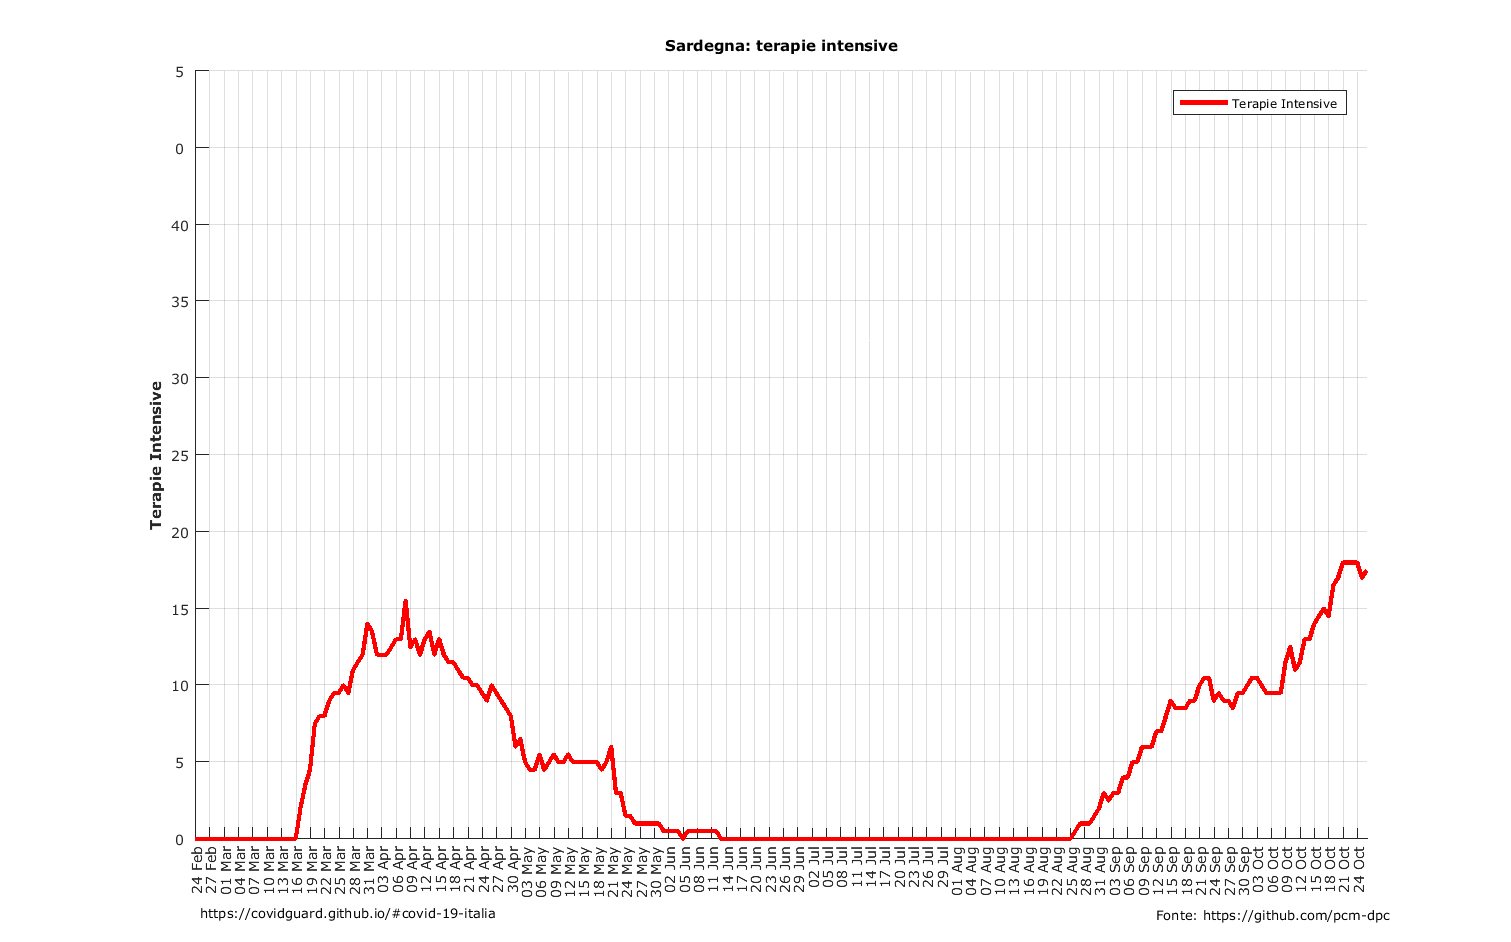 Sardegna: terapie intensive
5
0
40
35
30
25
20
15
10
5
0
Terapie Intensive
Terapie Intensive
24 Feb
27 Feb
01 Mar
04 Mar
07 Mar
10 Mar
13 Mar
16 Mar
19 Mar
22 Mar
25 Mar
28 Mar
31 Mar
03 Apr
06 Apr
09 Apr
12 Apr
15 Apr
18 Apr
21 Apr
24 Apr
27 Apr
30 Apr
03 May
06 May
09 May
12 May
15 May
18 May
21 May
24 May
27 May
30 May
02 Jun
05 Jun
08 Jun
11 Jun
14 Jun
17 Jun
20 Jun
23 Jun
26 Jun
29 Jun
02 Jul
05 Jul
08 Jul
11 Jul
14 Jul
17 Jul
20 Jul
23 Jul
26 Jul
29 Jul
01 Aug
04 Aug
07 Aug
10 Aug
13 Aug
16 Aug
19 Aug
22 Aug
25 Aug
28 Aug
31 Aug
03 Sep
06 Sep
09 Sep
12 Sep
15 Sep
18 Sep
21 Sep
24 Sep
27 Sep
30 Sep
03 Oct
06 Oct
09 Oct
12 Oct
15 Oct
18 Oct
21 Oct
24 Oct
https://covidguard.github.io/#covid-19-italia
Fonte: https://github.com/pcm-dpc